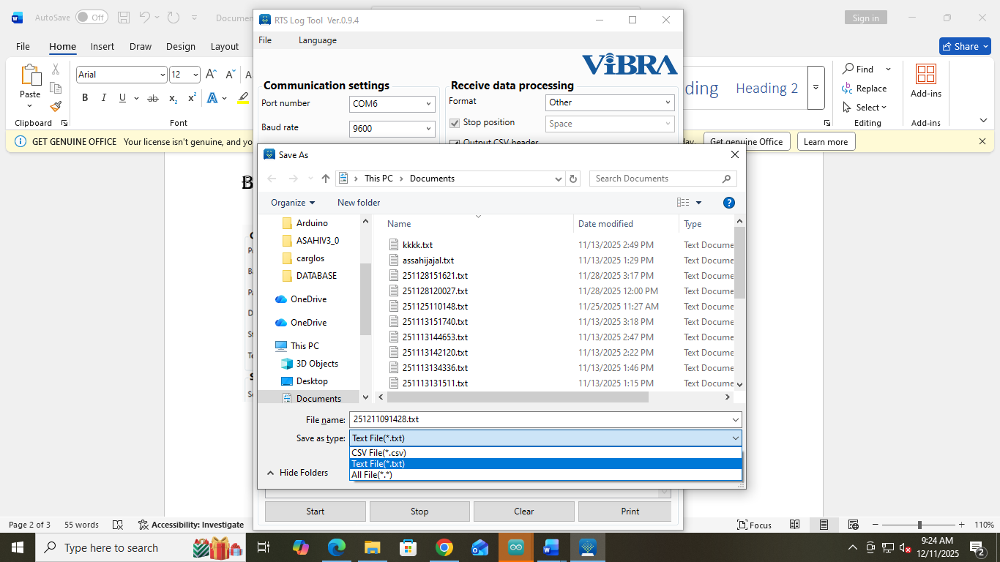 AutoSave Off Documen Sign in
RTS Log Tool Ver.0.9.4
File Home Insert Draw Design Layout Share
File Language
ViBRA
Paste
Clipboard
Arial 12 A A A
B I U ab x₂ x² A
Font
ding Heading 2
Find
Replace
Select
Editing
Add-ins
Add-ins
Communication settings
Port number COM6
Baud rate 9600
Receive data processing
Format Other
Stop position Space
Output CSV header
GET GENUINE OFFICE Your license isn't genuine, and yo
day. Get genuine Office Learn more
Save As
This PC Documents
Search Documents
Organize New folder
Arduino
ASAHIV3_0
carglos
DATABASE
OneDrive
OneDrive
This PC
3D Objects
Desktop
Documents
Name Date modified Type
kkkk.txt 11/13/2025 2:49 PM Text Docume
assahijajal.txt 11/13/2025 1:29 PM Text Docume
251128151621.txt 11/28/2025 3:17 PM Text Docume
251128120027.txt 11/28/2025 12:00 PM Text Docume
251125110148.txt 11/25/2025 11:27 AM Text Docume
251113151740.txt 11/13/2025 3:18 PM Text Docume
251113144653.txt 11/13/2025 2:47 PM Text Docume
251113142120.txt 11/13/2025 2:22 PM Text Docume
251113134336.txt 11/13/2025 1:46 PM Text Docume
251113131511.txt 11/13/2025 1:15 PM Text Docume
File name: 251211091428.txt
Save as type: Text File(*.txt)
CSV File(*.csv)
Text File(*.txt)
All File(*.*)
Hide Folders
Start Stop Clear Print
Page 2 of 3 55 words Accessibility: Investigate Focus 110%
Type here to search
9:24 AM
12/11/2025
2